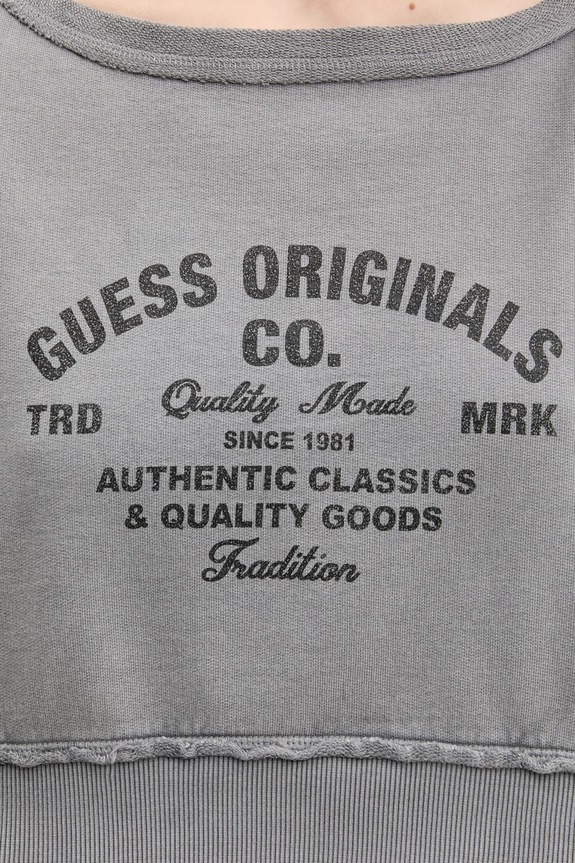 GUESS ORIGINALS
CO.
Quality Made
TRD MRK
SINCE 1981
AUTHENTIC CLASSICS
& QUALITY GOODS
Tradition